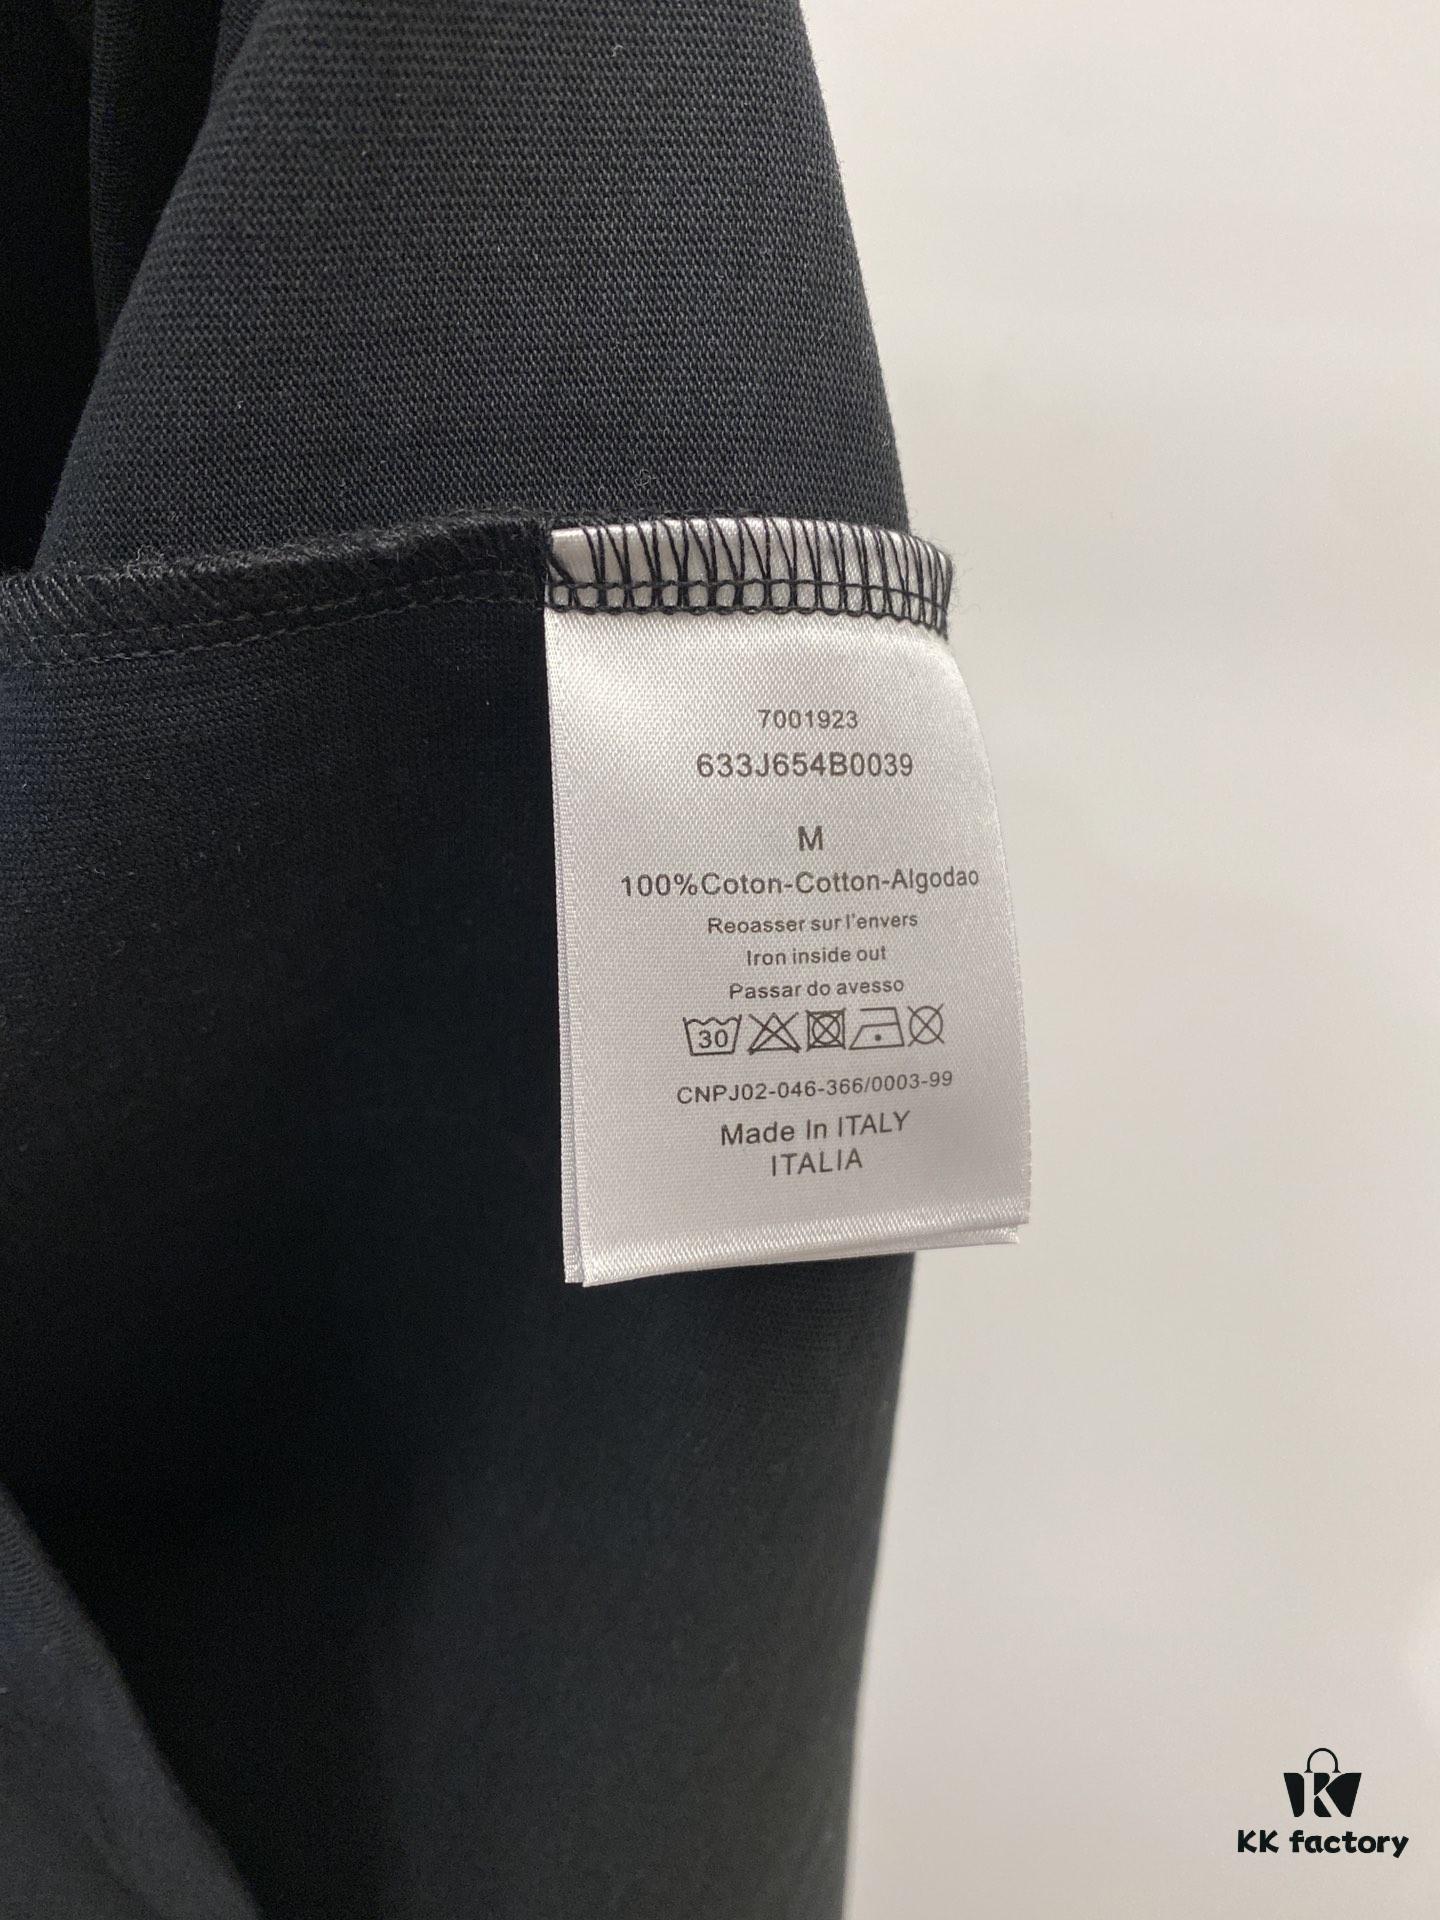 7001923
633J654B0039
M
100%Coton-Cotton-Algodao
Reoasser sur l'envers
Iron inside out
Passar do avesso
30
CNPJ02-046-366/0003-99
Made In ITALY
ITALIA
KK factory